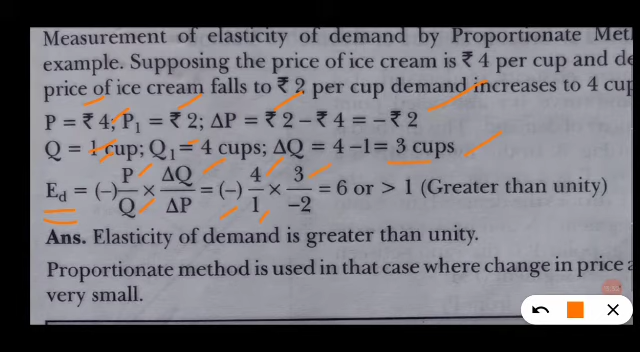 Measurement of elasticity of demand by Proportionate Met
example. Supposing the price of ice cream is ₹ 4 per cup and de
price of ice cream falls to ₹ 2 per cup demand increases to 4 cup
P = ₹ 4; P₁ = ₹ 2; ΔP = ₹ 2 – ₹ 4 = – ₹ 2
Q = 1 cup; Q₁ = 4 cups; ΔQ = 4 –1= 3 cups
E_d = (–) P/Q × ΔQ/ΔP = (–) 4/1 × 3/–2 = 6 or > 1 (Greater than unity)
Ans. Elasticity of demand is greater than unity.
Proportionate method is used in that case where change in price a
very small.